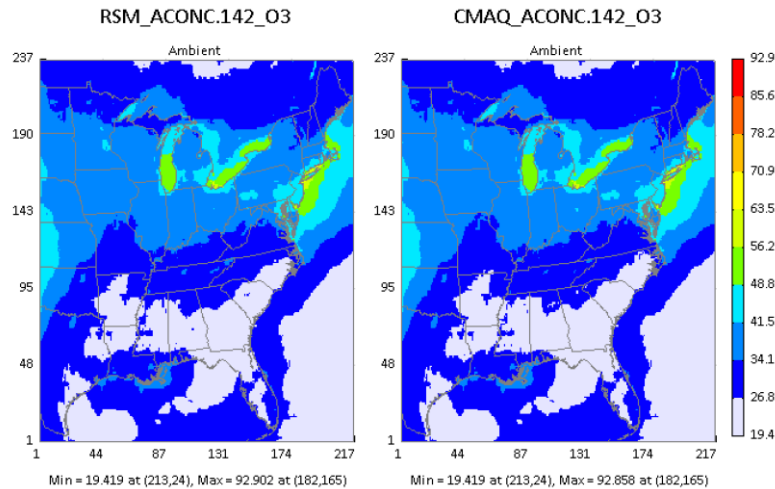 RSM_ACONC.142_O3
CMAQ_ACONC.142_O3
Ambient
Ambient
237
190
143
95
48
1
1 44 87 131 174 217
237
190
143
95
48
1
1 44 87 131 174 217
92.9
85.6
78.2
70.9
63.5
56.2
48.8
41.5
34.1
26.8
19.4
Min = 19.419 at (213,24), Max = 92.902 at (182,165)
Min = 19.419 at (213,24), Max = 92.858 at (182,165)